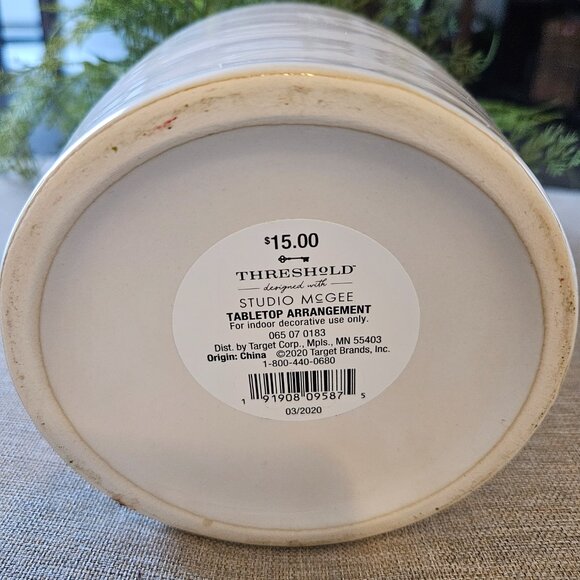 $15.00
THRESHOLD™
designed with
STUDIO McGEE
TABLETOP ARRANGEMENT
For indoor decorative use only.
065 07 0183
Dist. by Target Corp., Mpls., MN 55403
Origin: China ©2020 Target Brands, Inc.
1-800-440-0680
1 91908 09587 5
03/2020